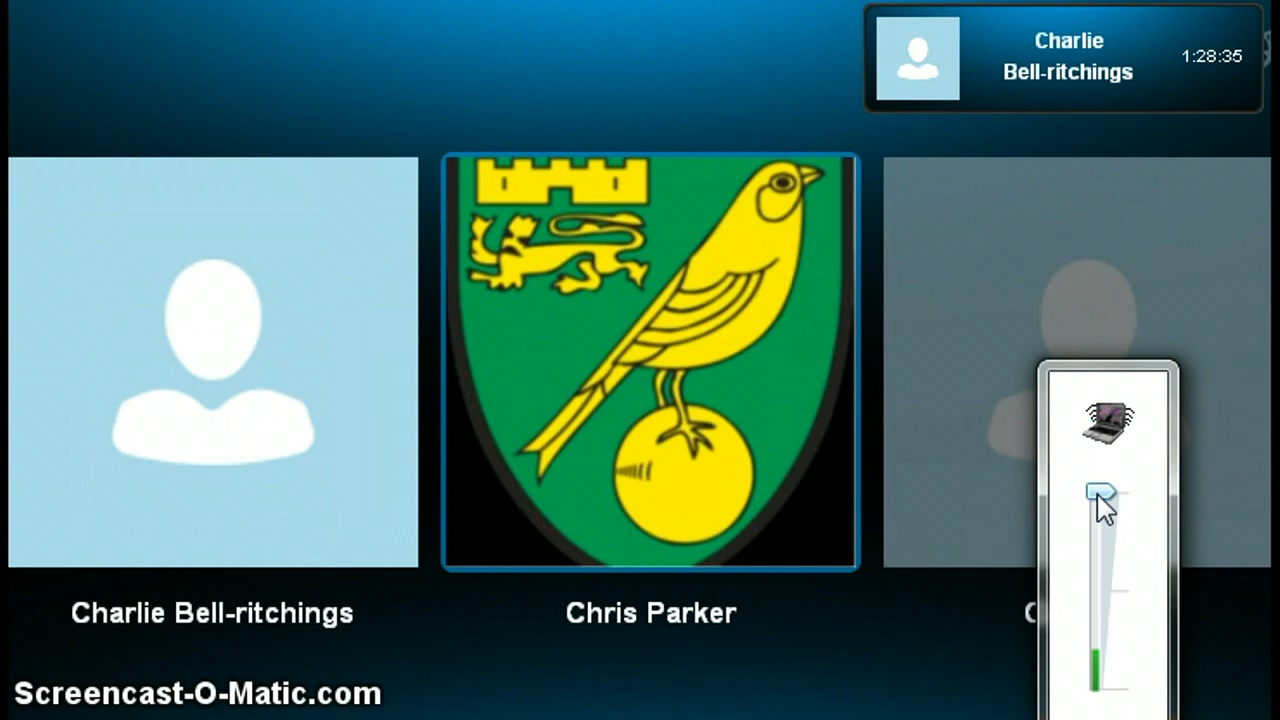 Charlie
Bell-ritchings
1:28:35
Charlie Bell-ritchings
Chris Parker
Screencast-O-Matic.com